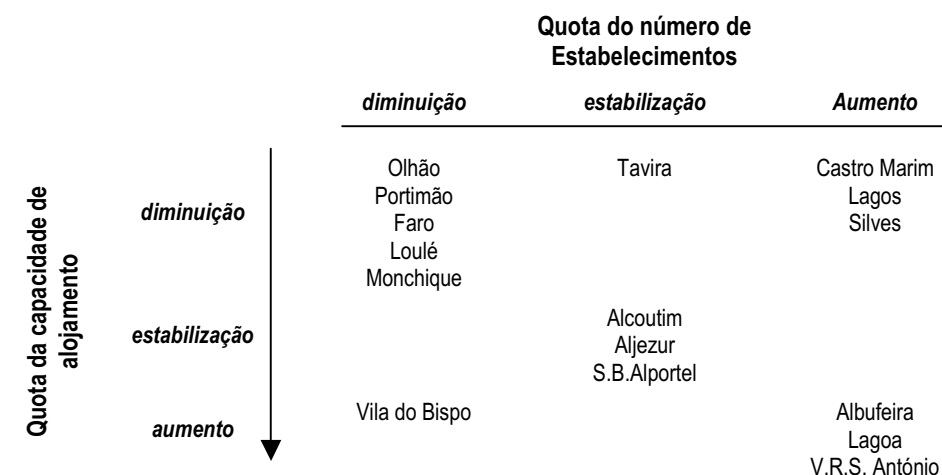 Quota do número de
Estabelecimentos
diminuição estabilização Aumento
Quota da capacidade de
alojamento
diminuição
Olhão Tavira Castro Marim
Portimão Lagos
Faro Silves
Loulé
Monchique
estabilização
Alcoutim
Aljezur
S.B.Alportel
aumento
Vila do Bispo Albufeira
Lagoa
V.R.S. António